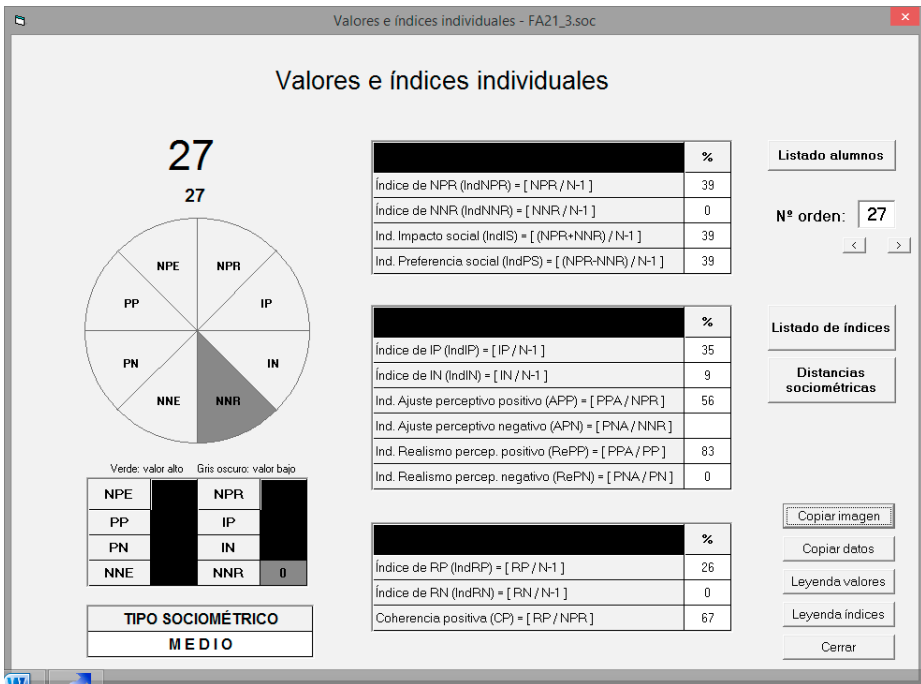 Valores e índices individuales - FA21_3.soc
Valores e índices individuales
27
27
NPE NPR
PP IP
PN IN
NNE NNR
Verde: valor alto Gris oscuro: valor bajo
NPE NPR
PP IP
PN IN
NNE NNR 0
TIPO SOCIOMÉTRICO
MEDIO
%
Índice de NPR (IndNPR) = [ NPR / N-1 ] 39
Índice de NNR (IndNNR) = [ NNR / N-1 ] 0
Ind. Impacto social (IndIS) = [ (NPR+NNR) / N-1 ] 39
Ind. Preferencia social (IndPS) = [ (NPR-NNR) / N-1 ] 39
%
Índice de IP (IndIP) = [ IP / N-1 ] 35
Índice de IN (IndIN) = [ IN / N-1 ] 9
Ind. Ajuste perceptivo positivo (APP) = [ PPA / NPR ] 56
Ind. Ajuste perceptivo negativo (APN) = [ PNA / NNR ]
Ind. Realismo percep. positivo (RePP) = [ PPA / PP ] 83
Ind. Realismo percep. negativo (RePN) = [ PNA / PN ] 0
%
Índice de RP (IndRP) = [ RP / N-1 ] 26
Índice de RN (IndRN) = [ RN / N-1 ] 0
Coherencia positiva (CP) = [ RP / NPR ] 67
Listado alumnos
Nº orden: 27
< >
Listado de índices
Distancias
sociométricas
Copiar imagen
Copiar datos
Leyenda valores
Leyenda índices
Cerrar
W